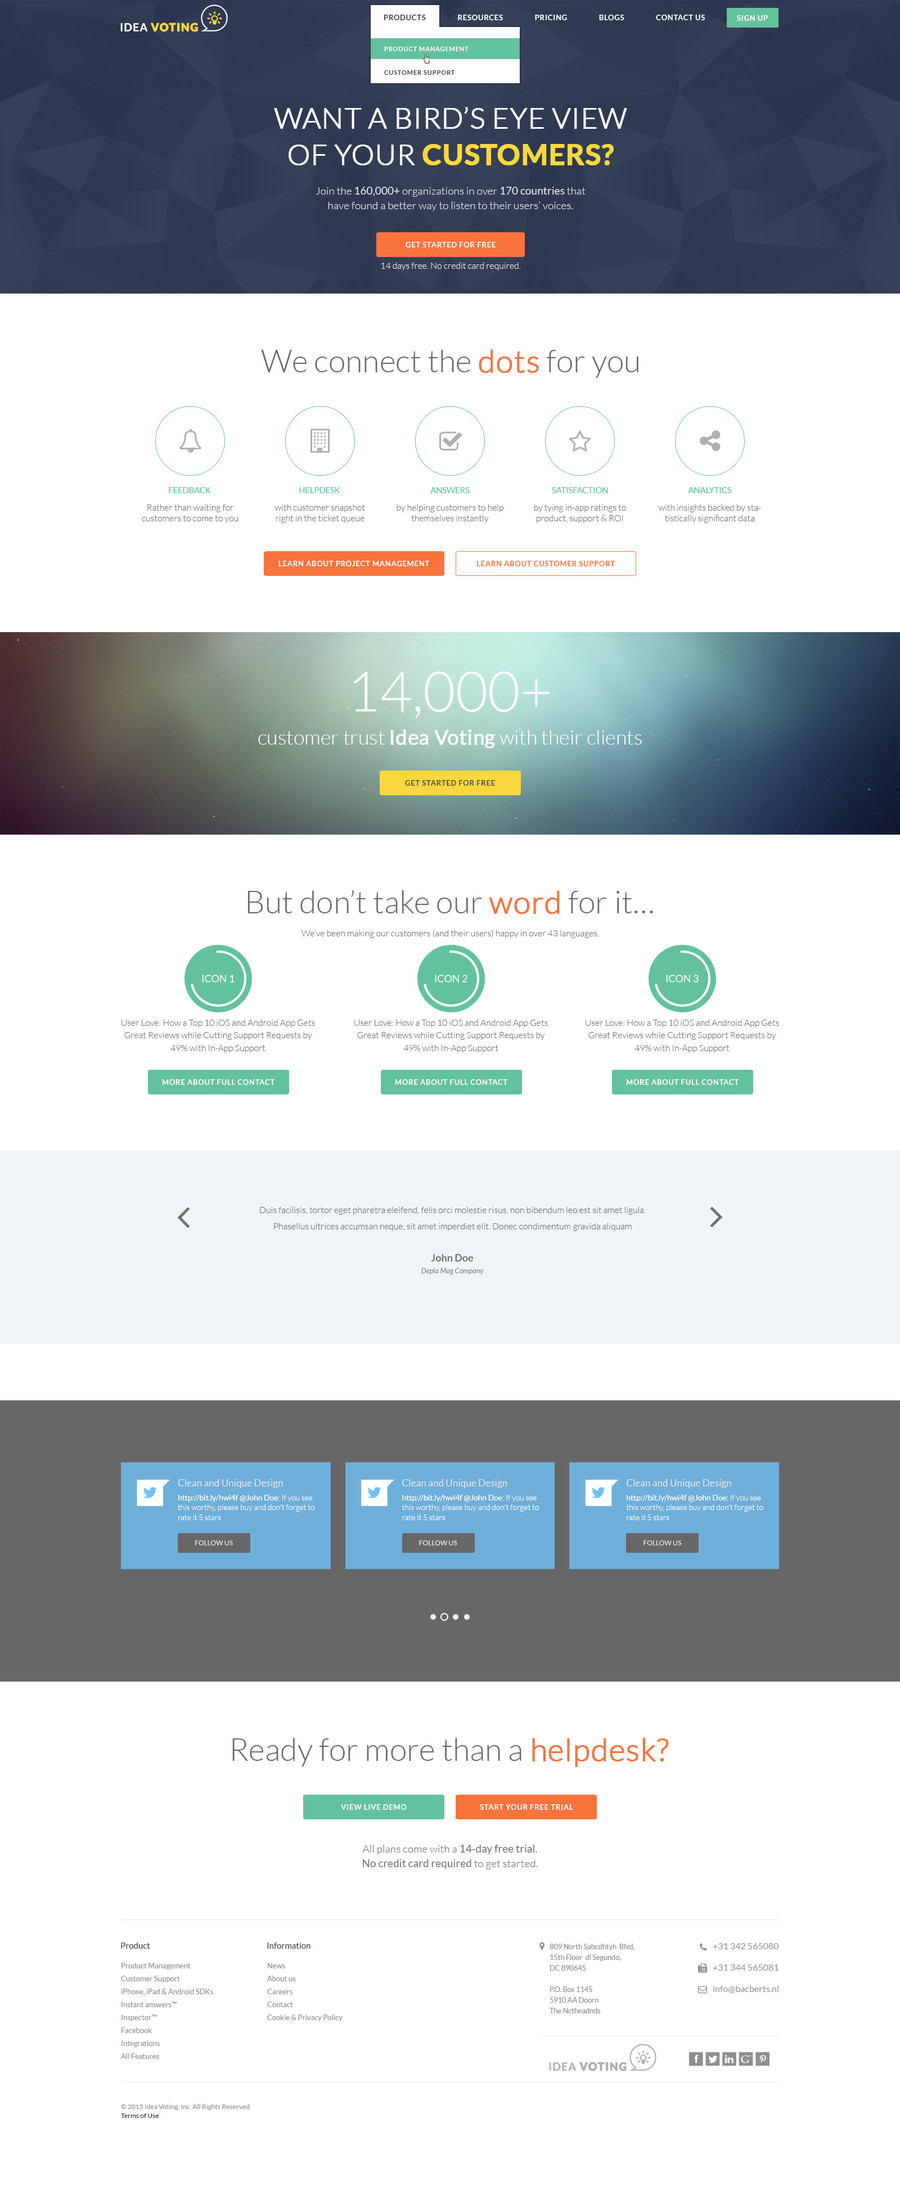 IDEA VOTING
PRODUCTS
RESOURCES
PRICING
BLOGS
CONTACT US
SIGN UP
PRODUCT MANAGEMENT
CUSTOMER SUPPORT
WANT A BIRD'S EYE VIEW
OF YOUR CUSTOMERS?
Join the 160,000+ organizations in over 170 countries that
have found a better way to listen to their users' voices.
GET STARTED FOR FREE
14 days free. No credit card required.
We connect the dots for you
FEEDBACK
Rather than waiting for
customers to come to you
HELPDESK
with customer snapshot
right in the ticket queue
ANSWERS
by helping customers to help
themselves instantly
SATISFACTION
by tying in-app ratings to
product, support & ROI
ANALYTICS
with insights backed by sta-
tistically significant data
LEARN ABOUT PROJECT MANAGEMENT
LEARN ABOUT CUSTOMER SUPPORT
14,000+
customer trust Idea Voting with their clients
GET STARTED FOR FREE
But don't take our word for it...
We've been making our customers (and their users) happy in over 43 languages.
ICON 1
User Love: How a Top 10 iOS and Android App Gets
Great Reviews while Cutting Support Requests by
49% with In-App Support
MORE ABOUT FULL CONTACT
ICON 2
User Love: How a Top 10 iOS and Android App Gets
Great Reviews while Cutting Support Requests by
49% with In-App Support
MORE ABOUT FULL CONTACT
ICON 3
User Love: How a Top 10 iOS and Android App Gets
Great Reviews while Cutting Support Requests by
49% with In-App Support
MORE ABOUT FULL CONTACT
Duis facilisis, tortor eget pharetra eleifend, felis orci molestie risus, non bibendum leo est sit amet ligula.
Phasellus ultrices accumsan neque, sit amet imperdiet elit. Donec condimentum gravida aliquam
John Doe
Depla Mag Company
Clean and Unique Design
http://bit.ly/hwi4f @John Doe: If you see
this worthy, please buy and don't forget to
rate it 5 stars
FOLLOW US
Clean and Unique Design
http://bit.ly/hwi4f @John Doe: If you see
this worthy, please buy and don't forget to
rate it 5 stars
FOLLOW US
Clean and Unique Design
http://bit.ly/hwi4f @John Doe: If you see
this worthy, please buy and don't forget to
rate it 5 stars
FOLLOW US
Ready for more than a helpdesk?
VIEW LIVE DEMO
START YOUR FREE TRIAL
All plans come with a 14-day free trial.
No credit card required to get started.
Product
Product Management
Customer Support
iPhone, iPad & Android SDKs
Instant answers™
Inspector™
Facebook
Integrations
All Features
Information
News
About us
Careers
Contact
Cookie & Privacy Policy
809 North Sabcdhtyh Blvd,
15th Floor dl Segundo,
DC 890645
P.O. Box 1145
5910 AA Doorn
The Nctheadnds
+31 342 565080
+31 344 565081
info@bacberts.nl
IDEA VOTING
© 2015 Idea Voting, Inc. All Rights Reserved.
Terms of Use